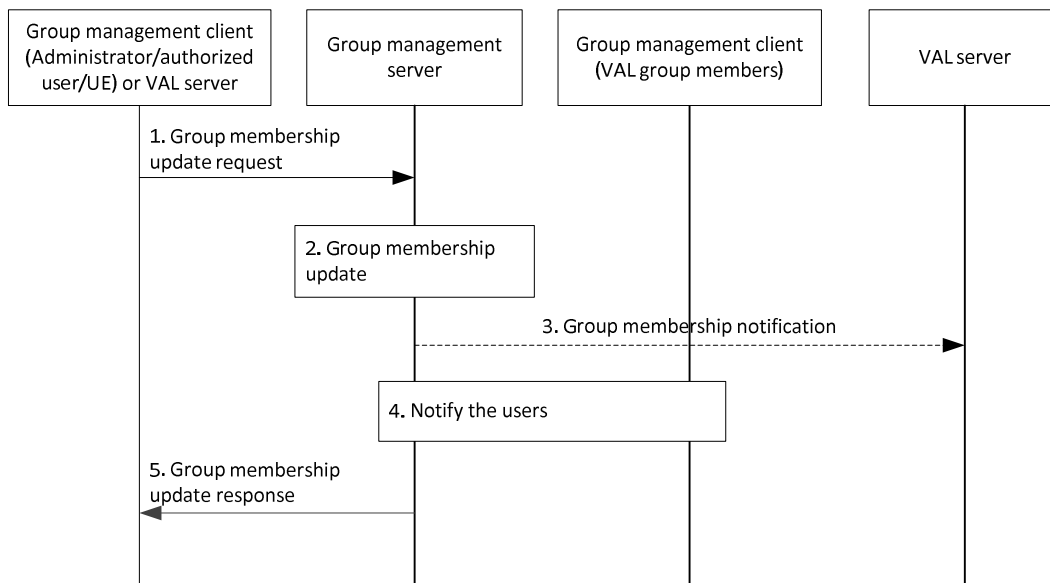 Group management client
(Administrator/authorized
user/UE) or VAL server
Group management
server
Group management client
(VAL group members)
VAL server
1. Group membership
update request
2. Group membership
update
3. Group membership notification
4. Notify the users
5. Group membership
update response